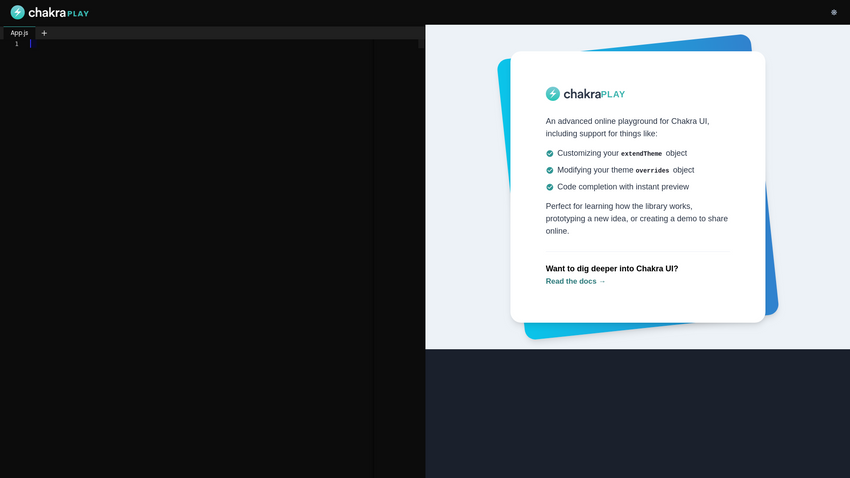 chakra PLAY
App.js +
1
chakra PLAY
An advanced online playground for Chakra UI,
including support for things like:
Customizing your extendTheme object
Modifying your theme overrides object
Code completion with instant preview
Perfect for learning how the library works,
prototyping a new idea, or creating a demo to share
online.
Want to dig deeper into Chakra UI?
Read the docs →